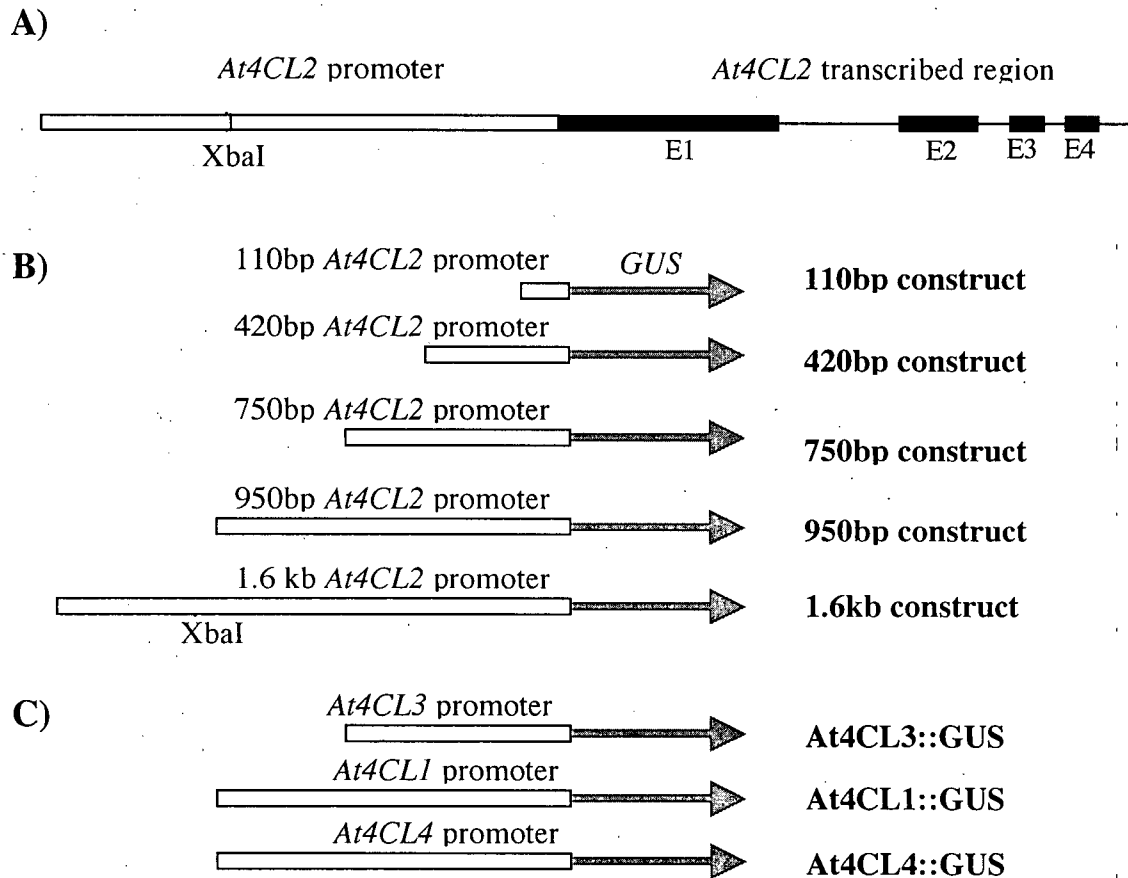 A)
At4CL2 promoter At4CL2 transcribed region
XbaI E1 E2 E3 E4
B)
110bp At4CL2 promoter GUS 110bp construct
420bp At4CL2 promoter 420bp construct
750bp At4CL2 promoter 750bp construct
950bp At4CL2 promoter 950bp construct
1.6 kb At4CL2 promoter 1.6kb construct
XbaI
C)
At4CL3 promoter At4CL3::GUS
At4CL1 promoter At4CL1::GUS
At4CL4 promoter At4CL4::GUS